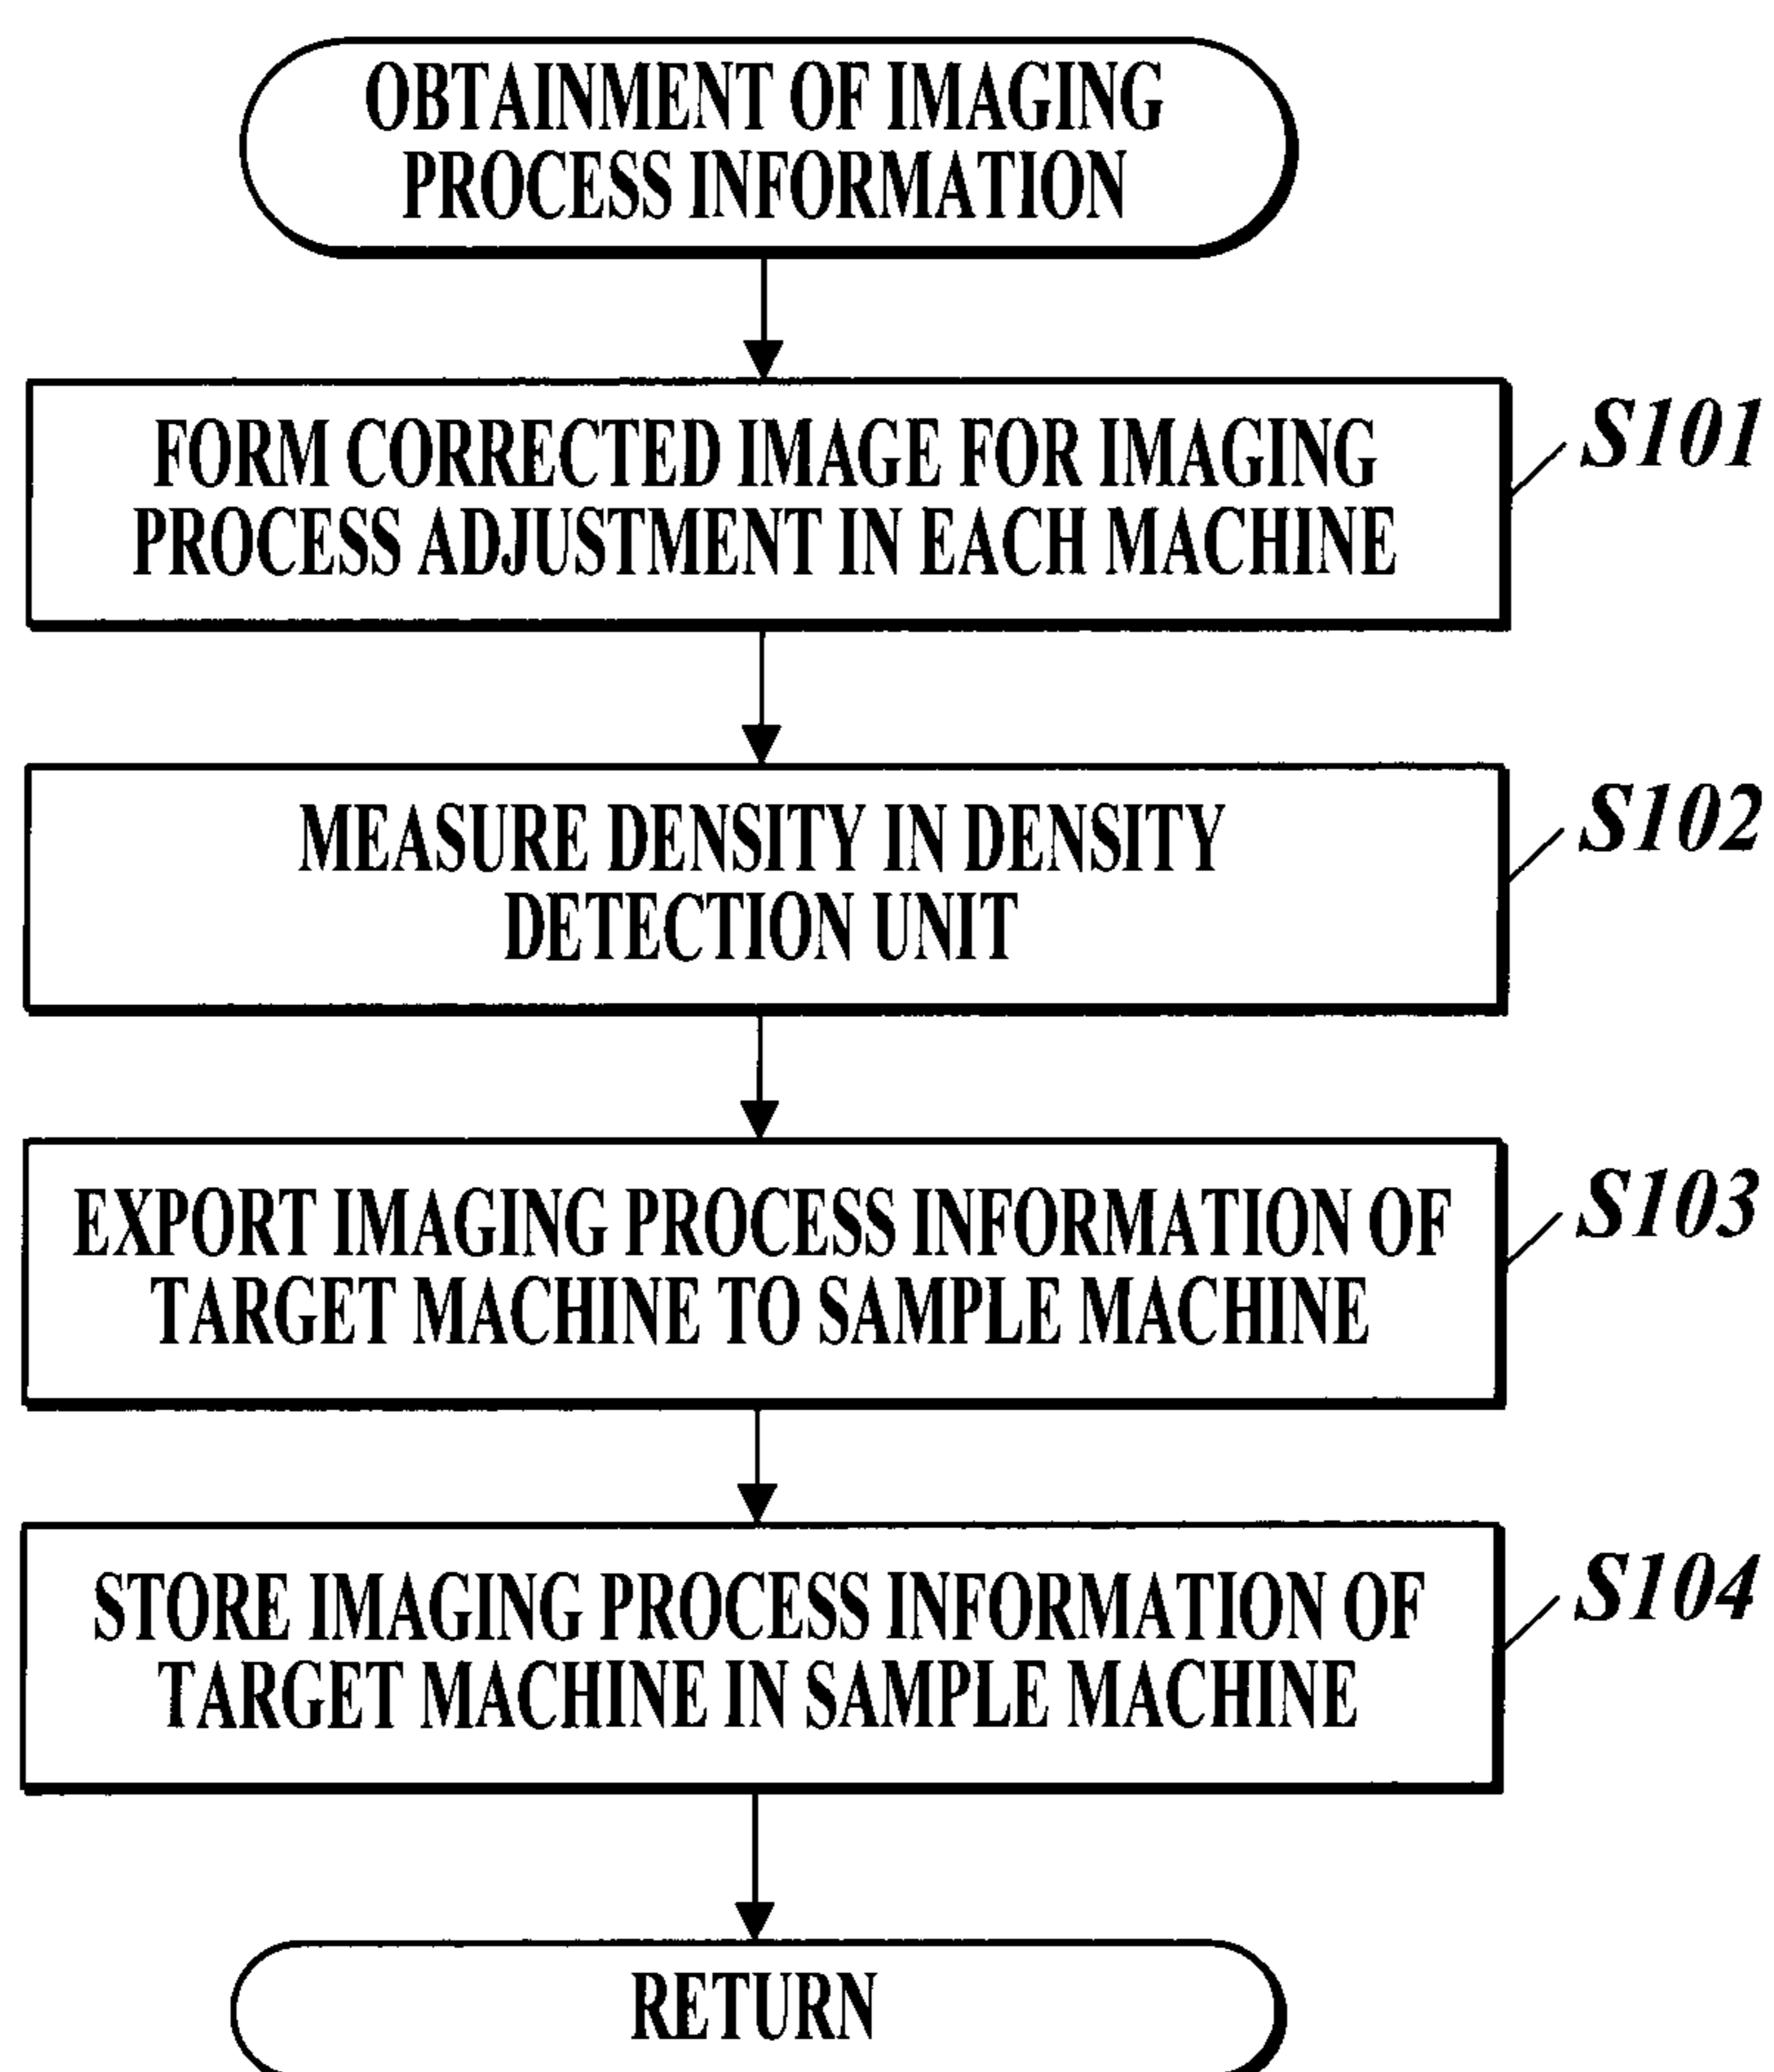 OBTAINMENT OF IMAGING
PROCESS INFORMATION
FORM CORRECTED IMAGE FOR IMAGING
PROCESS ADJUSTMENT IN EACH MACHINE
S101
MEASURE DENSITY IN DENSITY
DETECTION UNIT
S102
EXPORT IMAGING PROCESS INFORMATION OF
TARGET MACHINE TO SAMPLE MACHINE
S103
STORE IMAGING PROCESS INFORMATION OF
TARGET MACHINE IN SAMPLE MACHINE
S104
RETURN